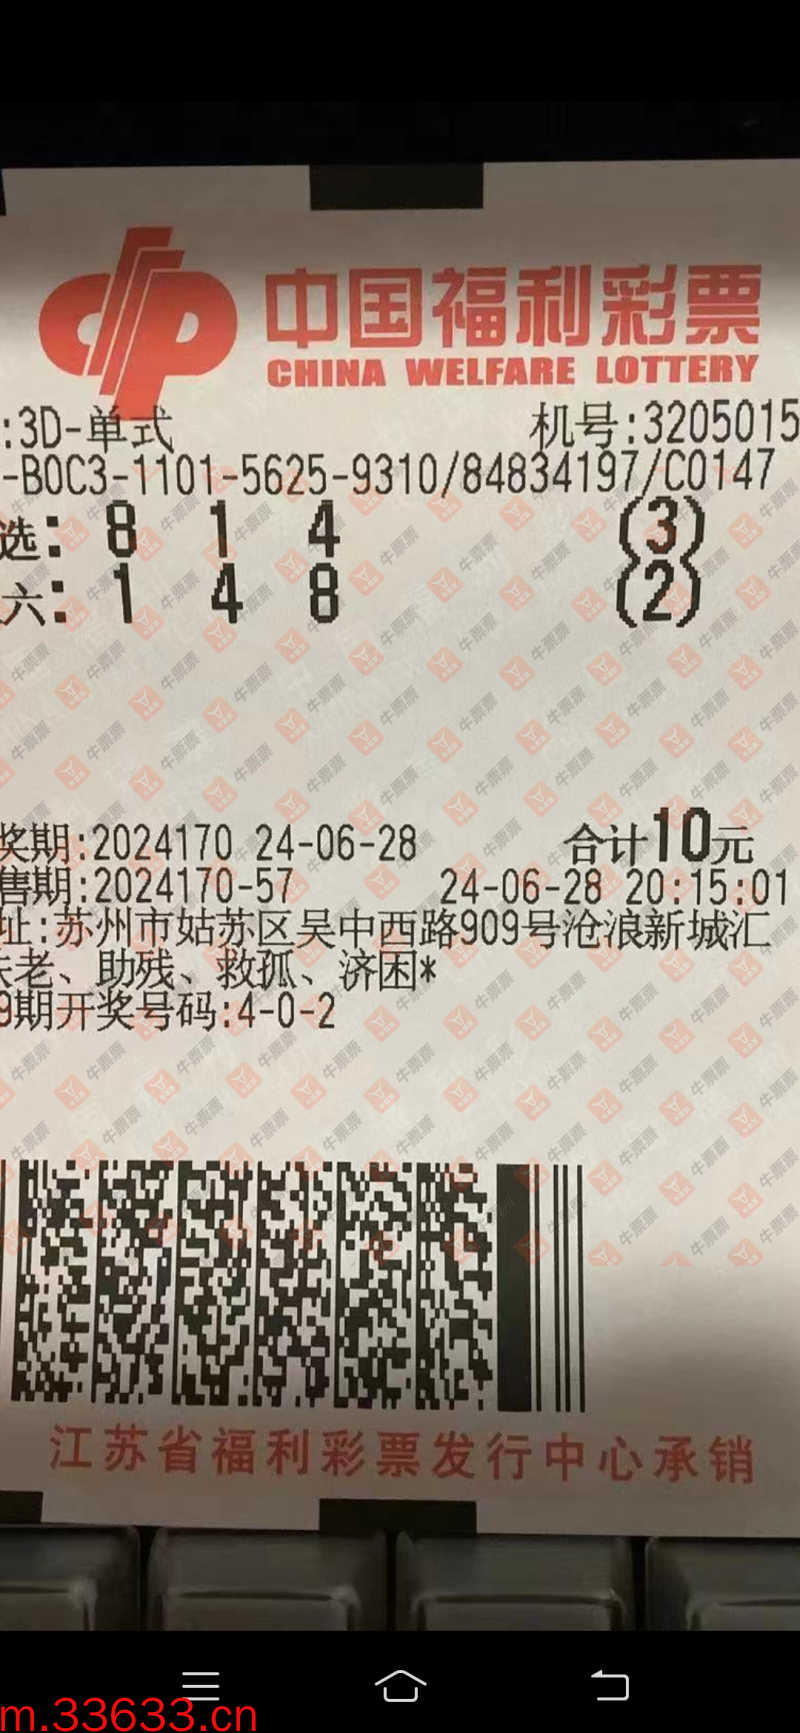 中国福利彩票
CHINA WELFARE LOTTERY
:3D-单式 机号:3205015
-B0C3-1101-5625-9310/84834197/C0147
选: 8 1 4 (3)
六: 1 4 8 (2)
奖期:2024170 24-06-28 合计10元
售期:2024170-57 24-06-28 20:15:01
址:苏州市姑苏区吴中西路909号沧浪新城汇
扶老、助残、救孤、济困*
9期开奖号码:4-0-2
牛票票
江苏省福利彩票发行中心承销
m.33633.cn